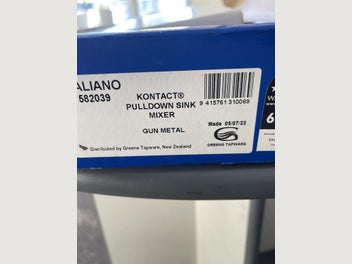 ALIANO
582039
KONTACT®
PULLDOWN SINK
MIXER
GUN METAL
9 415761 310069
Made 05/07/22
GREENS TAPWARE
Distributed by Greens Tapware, New Zealand
W
6